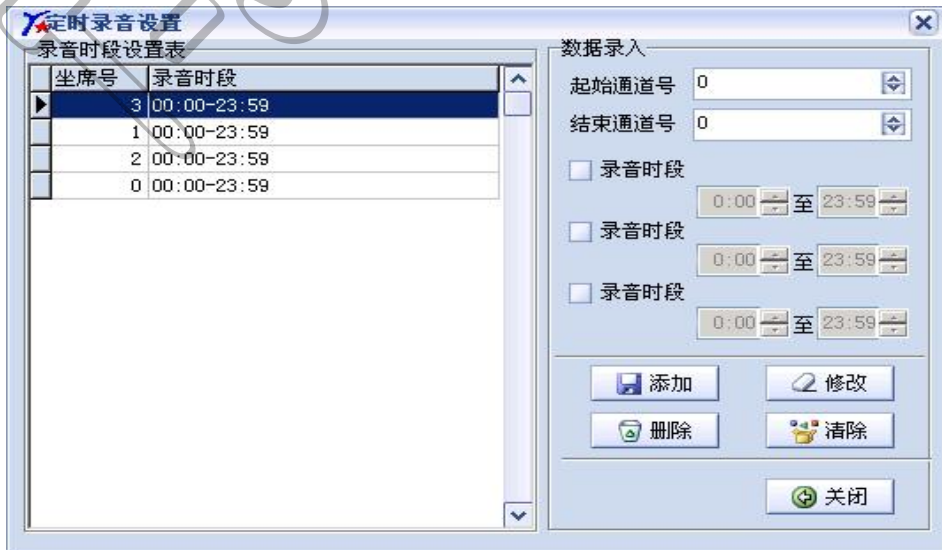 定时录音设置
录音时段设置表
坐席号 录音时段
3 00:00-23:59
1 00:00-23:59
2 00:00-23:59
0 00:00-23:59
数据录入
起始通道号 0
结束通道号 0
录音时段
0:00 至 23:59
录音时段
0:00 至 23:59
录音时段
0:00 至 23:59
添加 修改
删除 清除
关闭